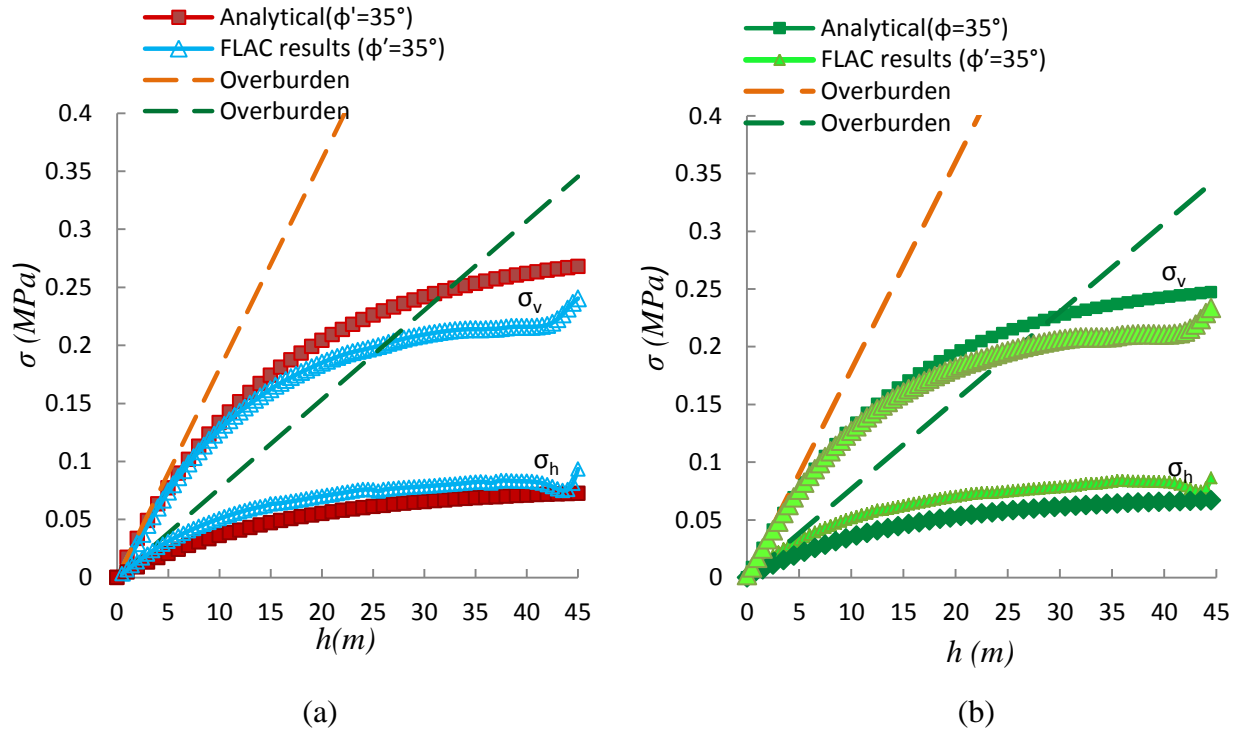 Analytical(ϕ'=35°)
FLAC results (ϕ′=35°)
Overburden
Overburden
0.4
0.35
0.3
0.25
0.2
0.15
0.1
0.05
0
σ (MPa)
σv
σh
0 5 10 15 20 25 30 35 40 45
h(m)
(a)
Analytical(ϕ=35°)
FLAC results (ϕ′=35°)
Overburden
Overburden
0.4
0.35
0.3
0.25
0.2
0.15
0.1
0.05
0
σ (MPa)
σv
σh
0 5 10 15 20 25 30 35 40 45
h (m)
(b)